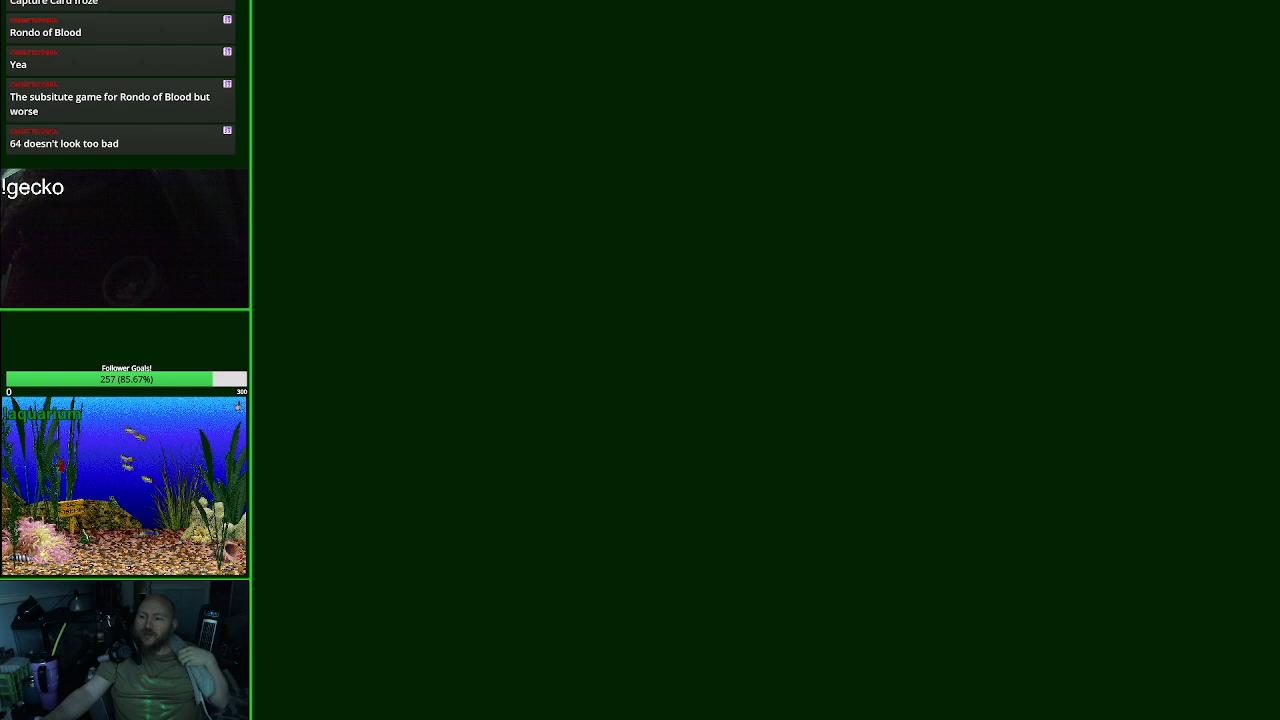 Capture Card froze
Rondo of Blood
Yea
The subsitute game for Rondo of Blood but
worse
64 doesn't look too bad
!gecko
Follower Goals!
257 (85.67%)
0
300
!aquarium